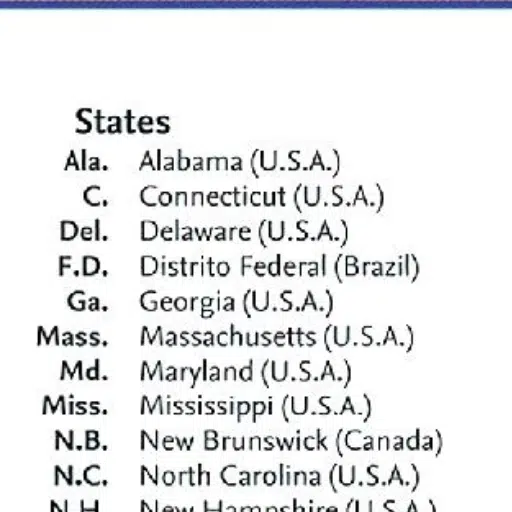 States
Ala. Alabama (U.S.A.)
C. Connecticut (U.S.A.)
Del. Delaware (U.S.A.)
F.D. Distrito Federal (Brazil)
Ga. Georgia (U.S.A.)
Mass. Massachusetts (U.S.A.)
Md. Maryland (U.S.A.)
Miss. Mississippi (U.S.A.)
N.B. New Brunswick (Canada)
N.C. North Carolina (U.S.A.)
N.H. New Hampshire (U.S.A.)